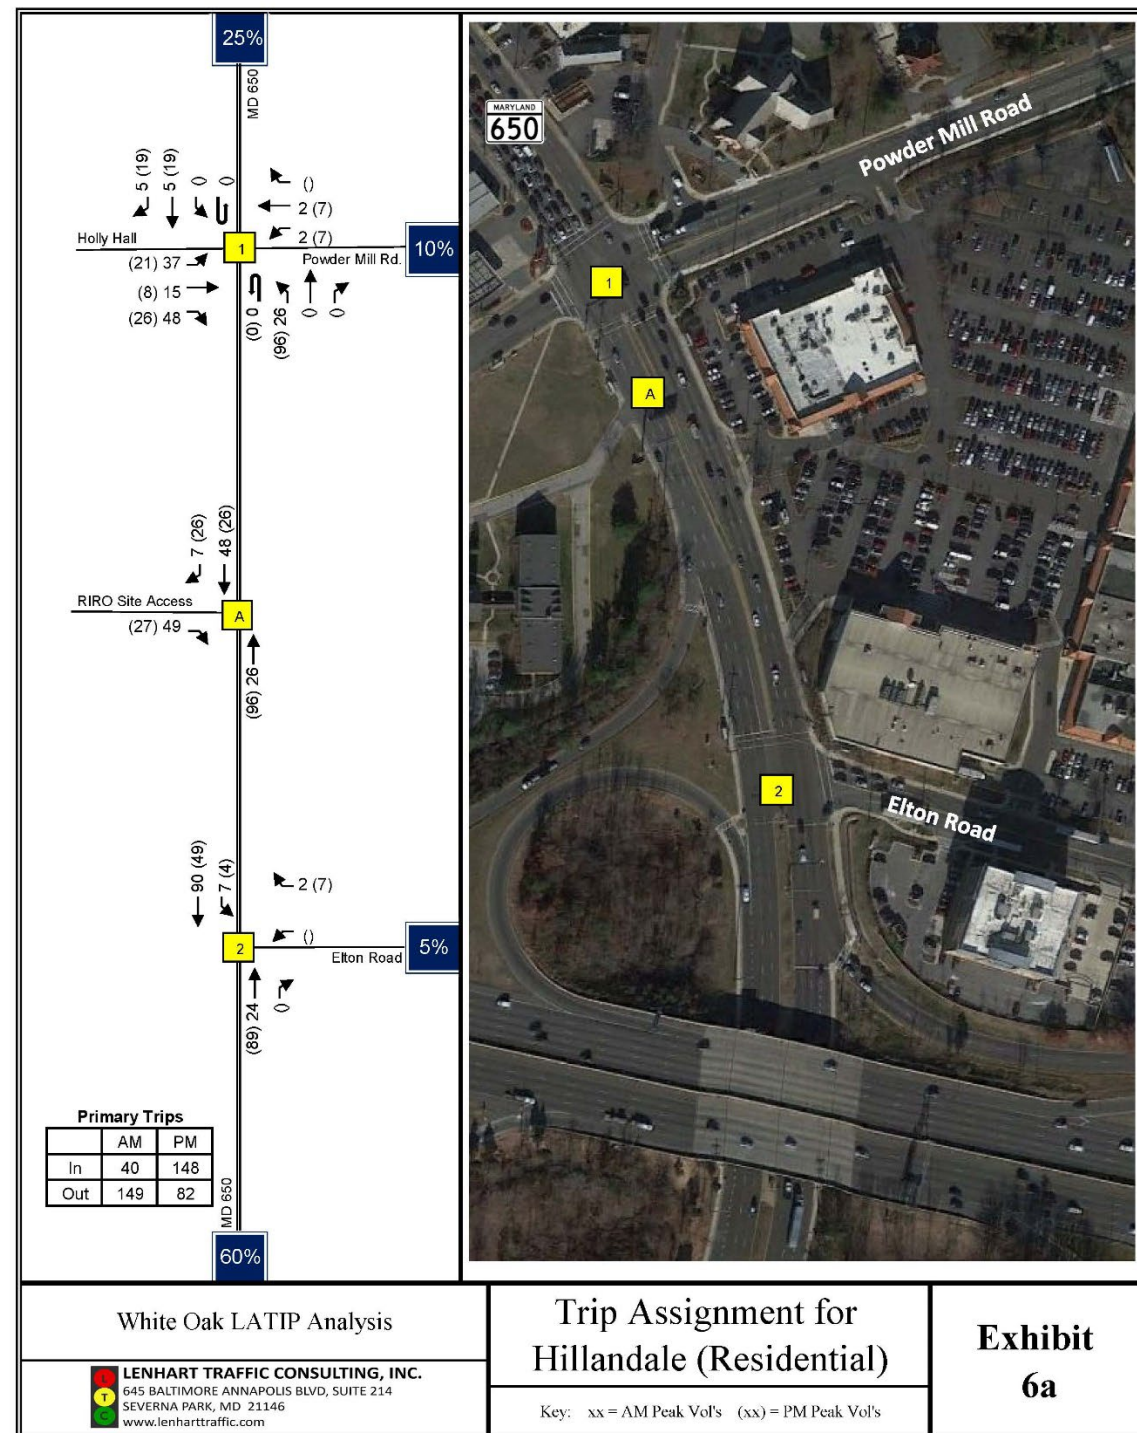 25%
MD 650
5 (19)
5 (19)
()
()
()
2 (7)
2 (7)
Holly Hall
1
Powder Mill Rd.
10%
(21) 37
(8) 15
(26) 48
(0) 0
(96) 26
()
()
7 (26)
48 (26)
RIRO Site Access
A
(27) 49
(96) 26
90 (49)
7 (4)
2 (7)
()
2
Elton Road
5%
(89) 24
()
Primary Trips
AM PM
In 40 148
Out 149 82
MD 650
60%
MARYLAND
650
Powder Mill Road
1
A
2
Elton Road
White Oak LATIP Analysis
L
T
C
LENHART TRAFFIC CONSULTING, INC.
645 BALTIMORE ANNAPOLIS BLVD, SUITE 214
SEVERNA PARK, MD 21146
www.lenharttraffic.com
Trip Assignment for
Hillandale (Residential)
Key: xx = AM Peak Vol's (xx) = PM Peak Vol's
Exhibit
6a